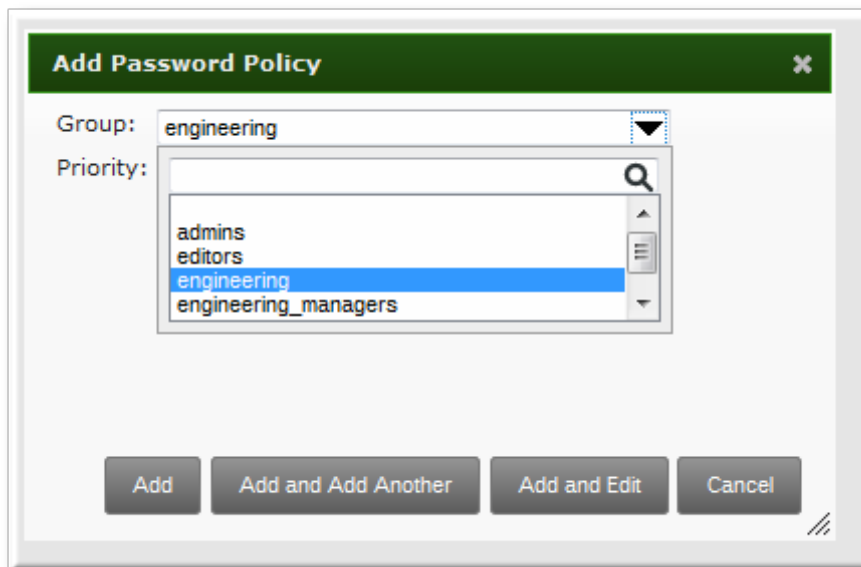 Add Password Policy
Group: engineering
Priority:
admins
editors
engineering
engineering_managers
Add Add and Add Another Add and Edit Cancel